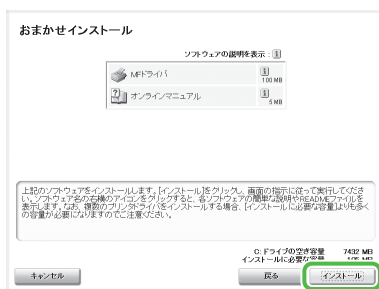 おまかせインストール
ソフトウェアの説明を表示：i
MFドライバ
100 MB
オンラインマニュアル
5 MB
上記のソフトウェアをインストールします。[インストール]をクリックし、画面の指示に従って実行してくださ
い。ソフトウェア名の右横のアイコンをクリックすると、各ソフトウェアの簡単な説明やREADMEファイルを
表示します。なお、複数のプリンタドライバをインストールする場合、[インストールに必要な容量]よりも多く
の容量が必要になりますのでご注意ください。
C: ドライブの空き容量 7432 MB
インストールに必要な容量 105 MB
キャンセル 戻る インストール